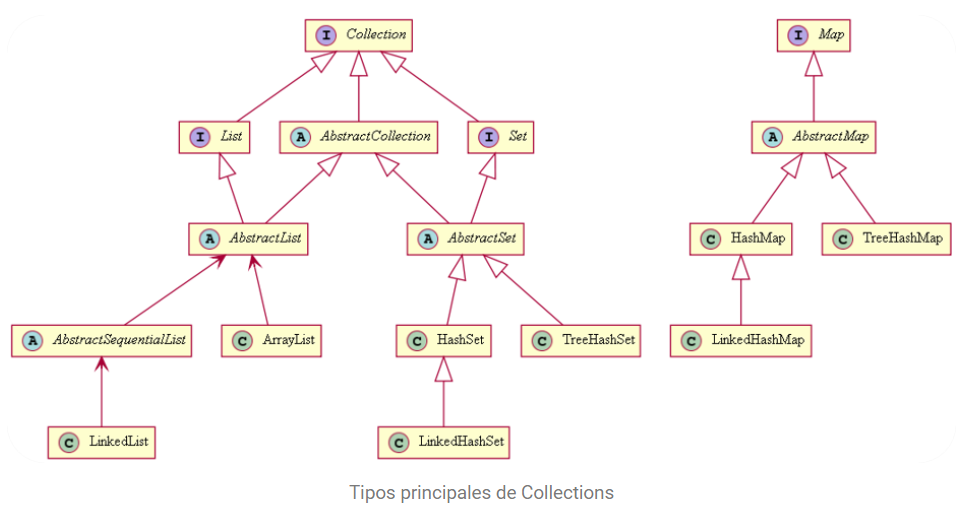 I Collection
I Map
I List
A AbstractCollection
I Set
A AbstractMap
A AbstractList
A AbstractSet
C HashMap
C TreeHashMap
A AbstractSequentialList
C ArrayList
C HashSet
C TreeHashSet
C LinkedHashMap
C LinkedList
C LinkedHashSet
Tipos principales de Collections